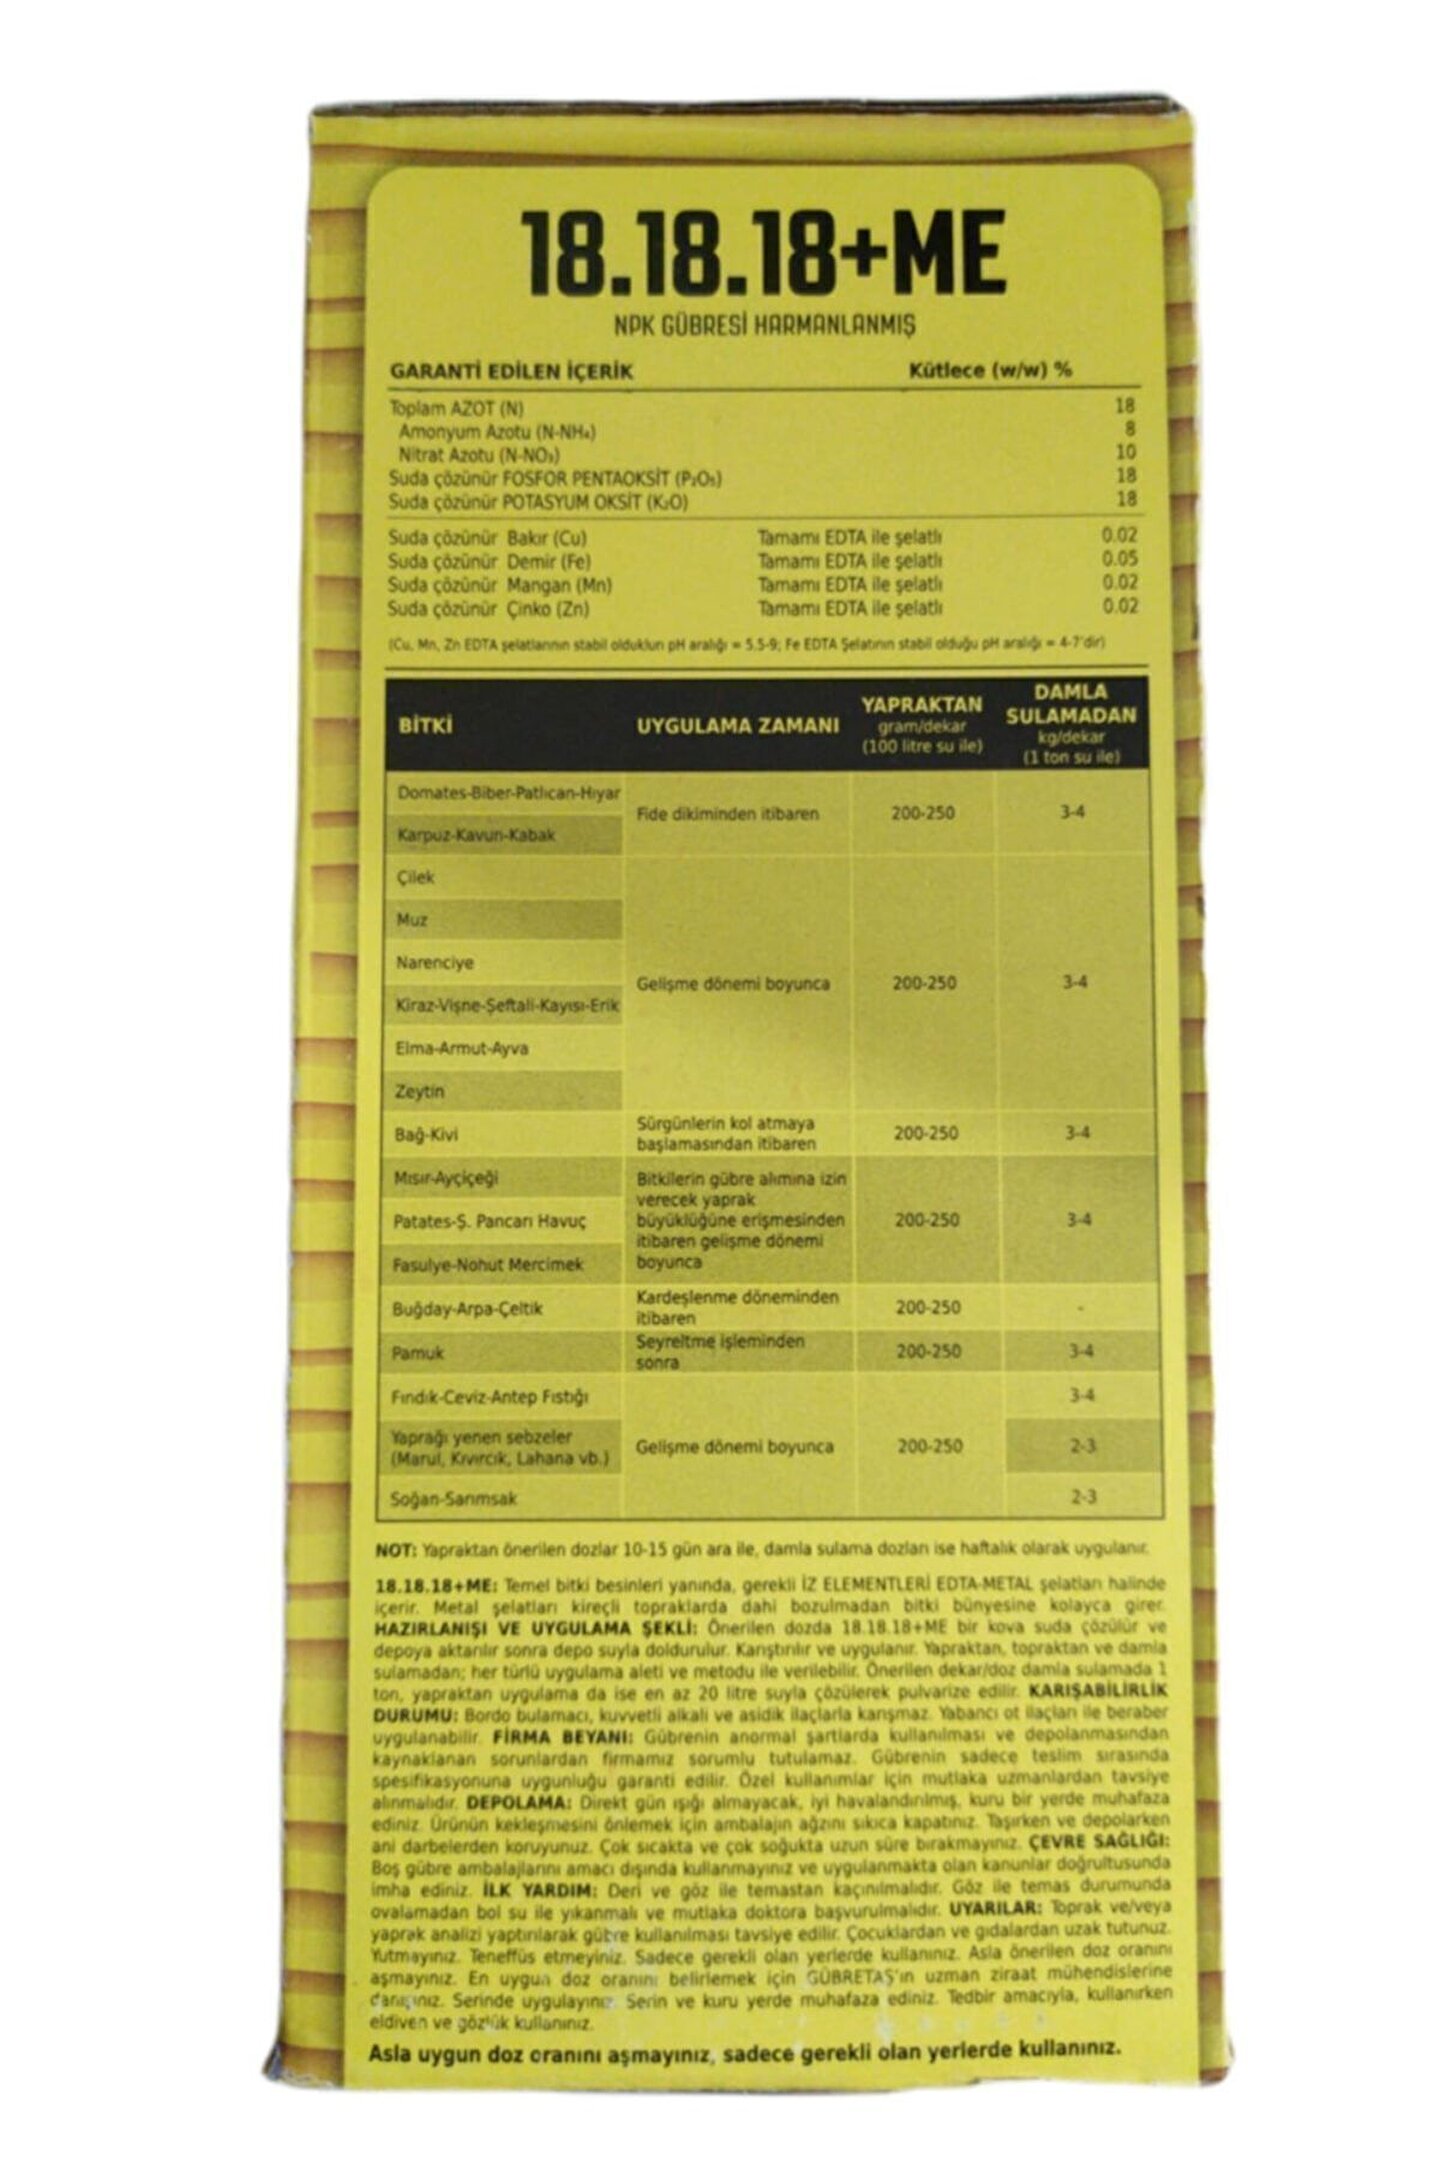 18.18.18+ME
NPK GÜBRESİ HARMANLANMIŞ
GARANTİ EDİLEN İÇERİK Kütlece (w/w) %
Toplam AZOT (N) 18
Amonyum Azotu (N-NH₄) 8
Nitrat Azotu (N-NO₃) 10
Suda çözünür FOSFOR PENTAOKSİT (P₂O₅) 18
Suda çözünür POTASYUM OKSİT (K₂O) 18
Suda çözünür Bakır (Cu) Tamamı EDTA ile şelatlı 0.02
Suda çözünür Demir (Fe) Tamamı EDTA ile şelatlı 0.05
Suda çözünür Mangan (Mn) Tamamı EDTA ile şelatlı 0.02
Suda çözünür Çinko (Zn) Tamamı EDTA ile şelatlı 0.02
(Cu, Mn, Zn EDTA şelatlarının stabil oldukları pH aralığı = 5.5-9; Fe EDTA Şelatının stabil olduğu pH aralığı = 4-7'dir)
BİTKİ
UYGULAMA ZAMANI
YAPRAKTAN
gram/dekar
(100 litre su ile)
DAMLA
SULAMADAN
kg/dekar
(1 ton su ile)
Domates-Biber-Patlıcan-Hıyar
Karpuz-Kavun-Kabak
Fide dikiminden itibaren 200-250 3-4
Çilek
Muz
Narenciye
Kiraz-Vişne-Şeftali-Kayısı-Erik
Elma-Armut-Ayva
Zeytin
Gelişme dönemi boyunca 200-250 3-4
Bağ-Kivi
Sürgünlerin kol atmaya
başlamasından itibaren
200-250 3-4
Mısır-Ayçiçeği
Patates-Ş. Pancarı Havuç
Fasulye-Nohut Mercimek
Bitkilerin gübre alımına izin
verecek yaprak
büyüklüğüne erişmesinden
itibaren gelişme dönemi
boyunca
200-250 3-4
Buğday-Arpa-Çeltik
Kardeşlenme döneminden
itibaren
200-250 -
Pamuk
Seyreltme işleminden
sonra
200-250 3-4
Fındık-Ceviz-Antep Fıstığı 3-4
Yaprağı yenen sebzeler
(Marul, Kıvırcık, Lahana vb.)
Gelişme dönemi boyunca 200-250 2-3
Soğan-Sarımsak 2-3
NOT: Yapraktan önerilen dozlar 10-15 gün ara ile, damla sulama dozları ise haftalık olarak uygulanır.
18.18.18+ME: Temel bitki besinleri yanında, gerekli İZ ELEMENTLERİ EDTA-METAL şelatları halinde
içerir. Metal şelatları kireçli topraklarda dahi bozulmadan bitki bünyesine kolayca girer.
HAZIRLANIŞI VE UYGULAMA ŞEKLİ: Önerilen dozda 18.18.18+ME bir kova suda çözülür ve
depoya aktarılır sonra depo suyla doldurulur. Karıştırılır ve uygulanır. Yapraktan, topraktan ve damla
sulamadan; her türlü uygulama aleti ve metodu ile verilebilir. Önerilen dekar/doz damla sulamada 1
ton, yapraktan uygulama da ise en az 20 litre suyla çözülerek pulvarize edilir. KARIŞABİLİRLİK
DURUMU: Bordo bulamacı, kuvvetli alkali ve asidik ilaçlarla karışmaz. Yabancı ot ilaçları ile beraber
uygulanabilir. FİRMA BEYANI: Gübrenin anormal şartlarda kullanılması ve depolanmasından
kaynaklanan sorunlardan firmamız sorumlu tutulamaz. Gübrenin sadece teslim sırasında
spesifikasyonuna uygunluğu garanti edilir. Özel kullanımlar için mutlaka uzmanlardan tavsiye
alınmalıdır. DEPOLAMA: Direkt gün ışığı almayacak, iyi havalandırılmış, kuru bir yerde muhafaza
ediniz. Ürünün kekleşmesini önlemek için ambalajın ağzını sıkıca kapatınız. Taşırken ve depolarken
ani darbelerden koruyunuz. Çok sıcakta ve çok soğukta uzun süre bırakmayınız. ÇEVRE SAĞLIĞI:
Boş gübre ambalajlarını amacı dışında kullanmayınız ve uygulanmakta olan kanunlar doğrultusunda
imha ediniz. İLK YARDIM: Deri ve göz ile temastan kaçınılmalıdır. Göz ile temas durumunda
ovalamadan bol su ile yıkanmalı ve mutlaka doktora başvurulmalıdır. UYARILAR: Toprak ve/veya
yaprak analizi yaptırılarak gübre kullanılması tavsiye edilir. Çocuklardan ve gıdalardan uzak tutunuz.
Yutmayınız. Teneffüs etmeyiniz. Sadece gerekli olan yerlerde kullanınız. Asla önerilen doz oranını
aşmayınız. En uygun doz oranını belirlemek için GÜBRETAŞ'ın uzman ziraat mühendislerine
danışınız. Serinde uygulayınız. Serin ve kuru yerde muhafaza ediniz. Tedbir amacıyla, kullanırken
eldiven ve gözlük kullanınız.
Asla uygun doz oranını aşmayınız, sadece gerekli olan yerlerde kullanınız.